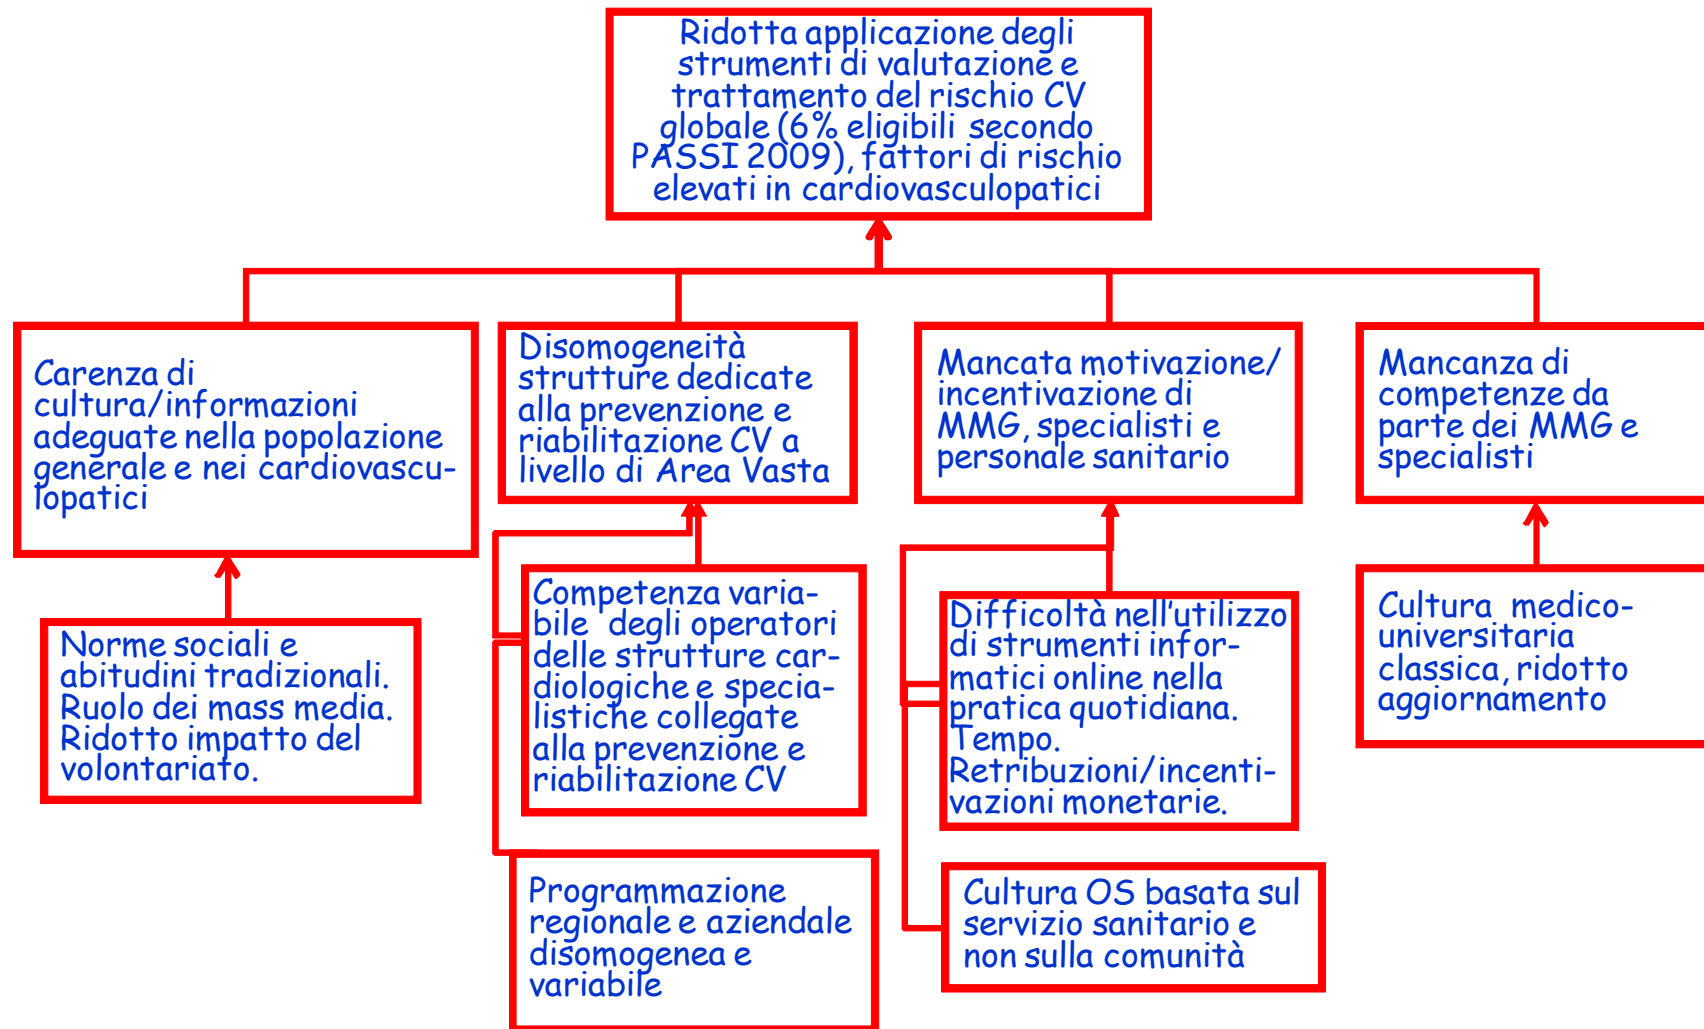 Ridotta applicazione degli
strumenti di valutazione e
trattamento del rischio CV
globale (6% eligibili secondo
PASSI 2009), fattori di rischio
elevati in cardiovasculopatici
Carenza di
cultura/informazioni
adeguate nella popolazione
generale e nei cardiovascu-
lopatici
Disomogeneità
strutture dedicate
alla prevenzione e
riabilitazione CV a
livello di Area Vasta
Mancata motivazione/
incentivazione di
MMG, specialisti e
personale sanitario
Mancanza di
competenze da
parte dei MMG e
specialisti
Norme sociali e
abitudini tradizionali.
Ruolo dei mass media.
Ridotto impatto del
volontariato.
Competenza varia-
bile degli operatori
delle strutture car-
diologiche e specia-
listiche collegate
alla prevenzione e
riabilitazione CV
Difficoltà nell'utilizzo
di strumenti infor-
matici online nella
pratica quotidiana.
Tempo.
Retribuzioni/incenti-
vazioni monetarie.
Cultura medico-
universitaria
classica, ridotto
aggiornamento
Programmazione
regionale e aziendale
disomogenea e
variabile
Cultura OS basata sul
servizio sanitario e
non sulla comunità